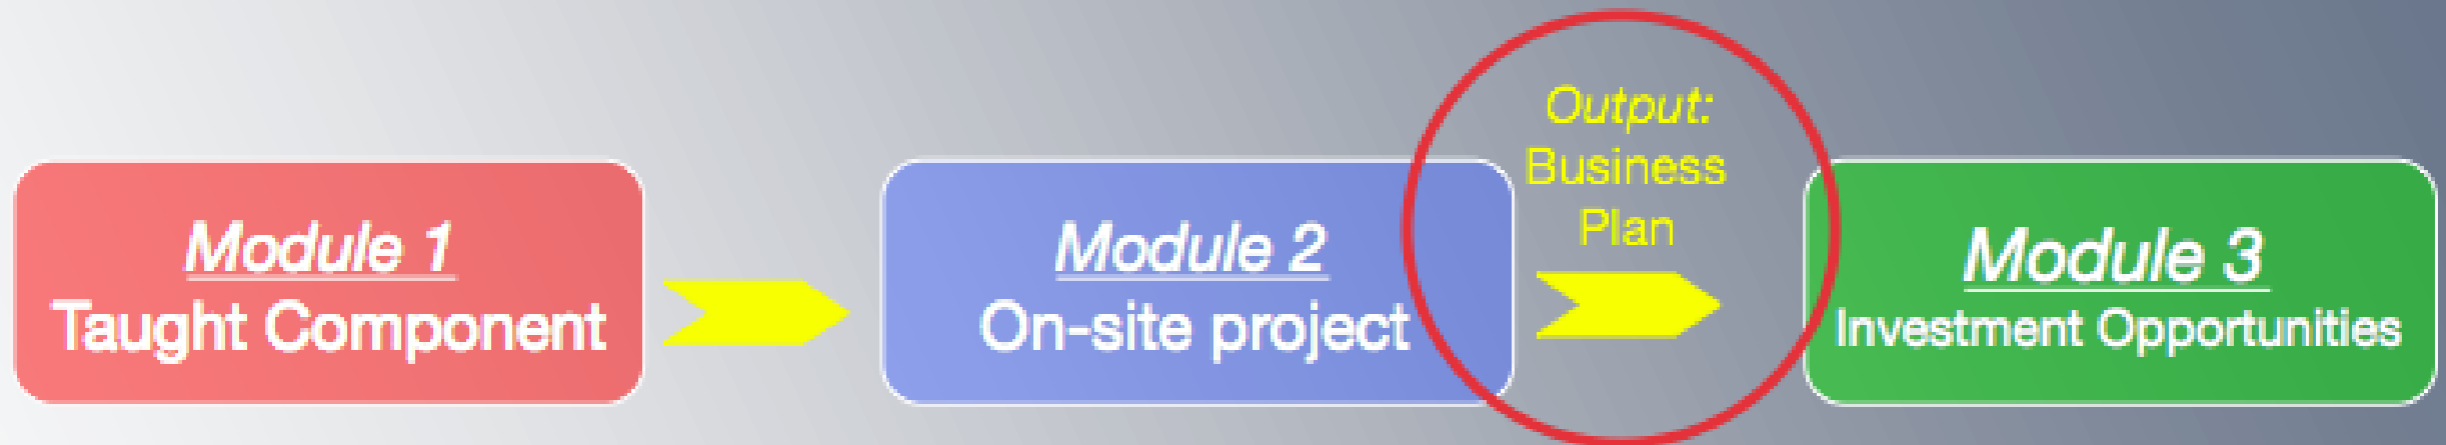 Module 1
Taught Component
Module 2
On-site project
Output:
Business
Plan
Module 3
Investment Opportunities